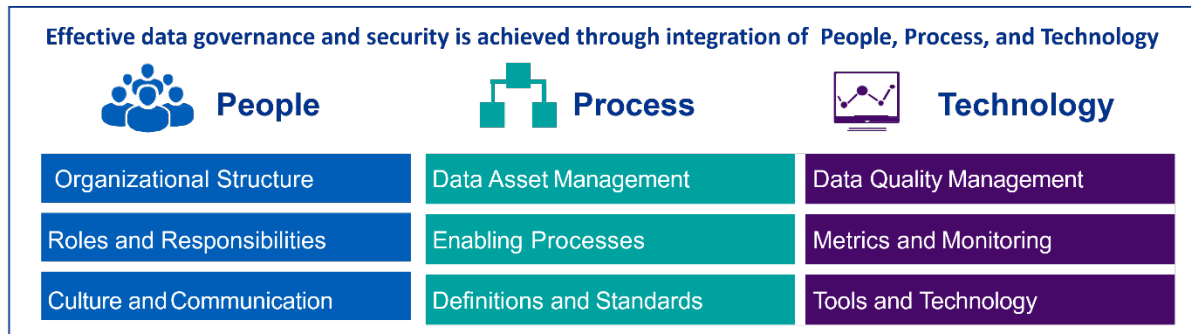 Effective data governance and security is achieved through integration of People, Process, and Technology
People
Process
Technology
Organizational Structure
Data Asset Management
Data Quality Management
Roles and Responsibilities
Enabling Processes
Metrics and Monitoring
Culture and Communication
Definitions and Standards
Tools and Technology